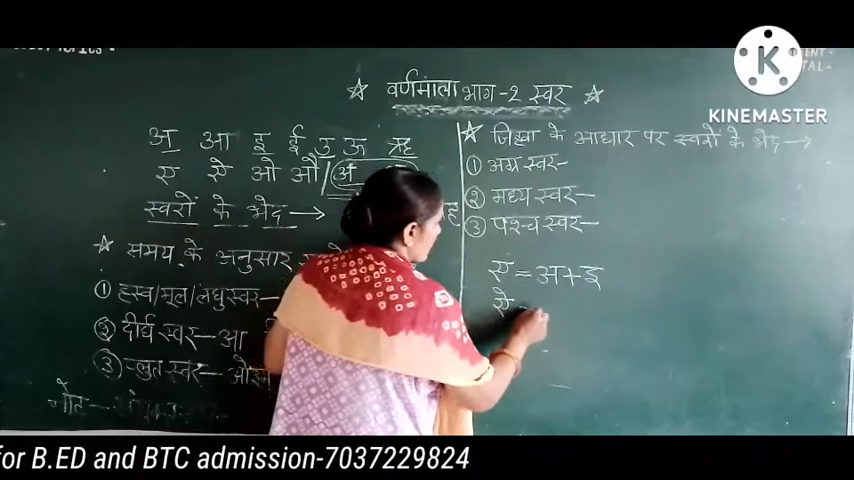 ☆ वर्णमाला भाग-2 स्वर ☆
KINEMASTER
अ आ इ ई उ ऊ ऋ
ए ऐ ओ औ/अं
स्वरों के भेद→
☆ समय के अनुसार
① ह्रस्व/मूल/लघुस्वर-
② दीर्घ स्वर-आ
③ प्लुत स्वर-
नोट-
☆ जिह्वा के आधार पर स्वरों के भेद→
① अग्र स्वर-
② मध्य स्वर-
③ पश्च स्वर-
ए=अ+इ
ऐ
for B.ED and BTC admission-7037229824